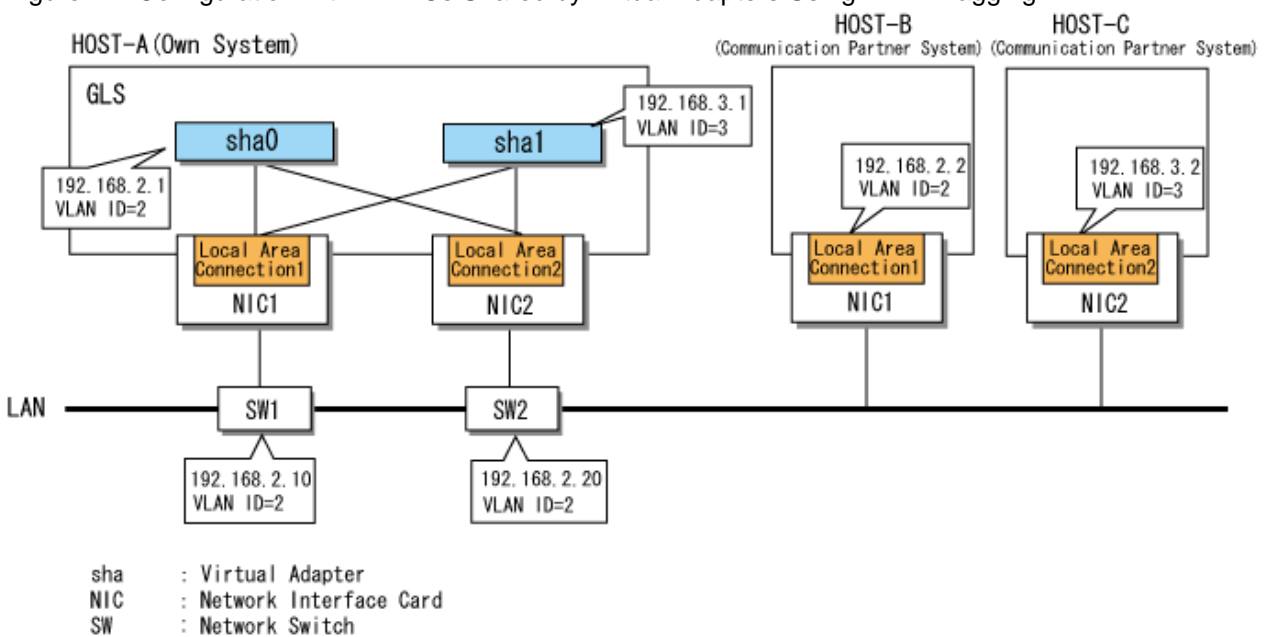 HOST-B
HOST-C
HOST-A(Own System)
(Communication Partner System)
(Communication Partner System)
GLS
192.168.3.1
VLAN ID=3
sha0
sha1
192.168.2.1
VLAN ID=2
192.168.2.2
VLAN ID=2
192.168.3.2
VLAN ID=3
Local Area
Connection1
NIC1
Local Area
Connection2
NIC2
Local Area
Connection1
NIC1
Local Area
Connection2
NIC2
LAN
SW1
SW2
192.168.2.10
VLAN ID=2
192.168.2.20
VLAN ID=2
sha : Virtual Adapter
NIC : Network Interface Card
SW : Network Switch